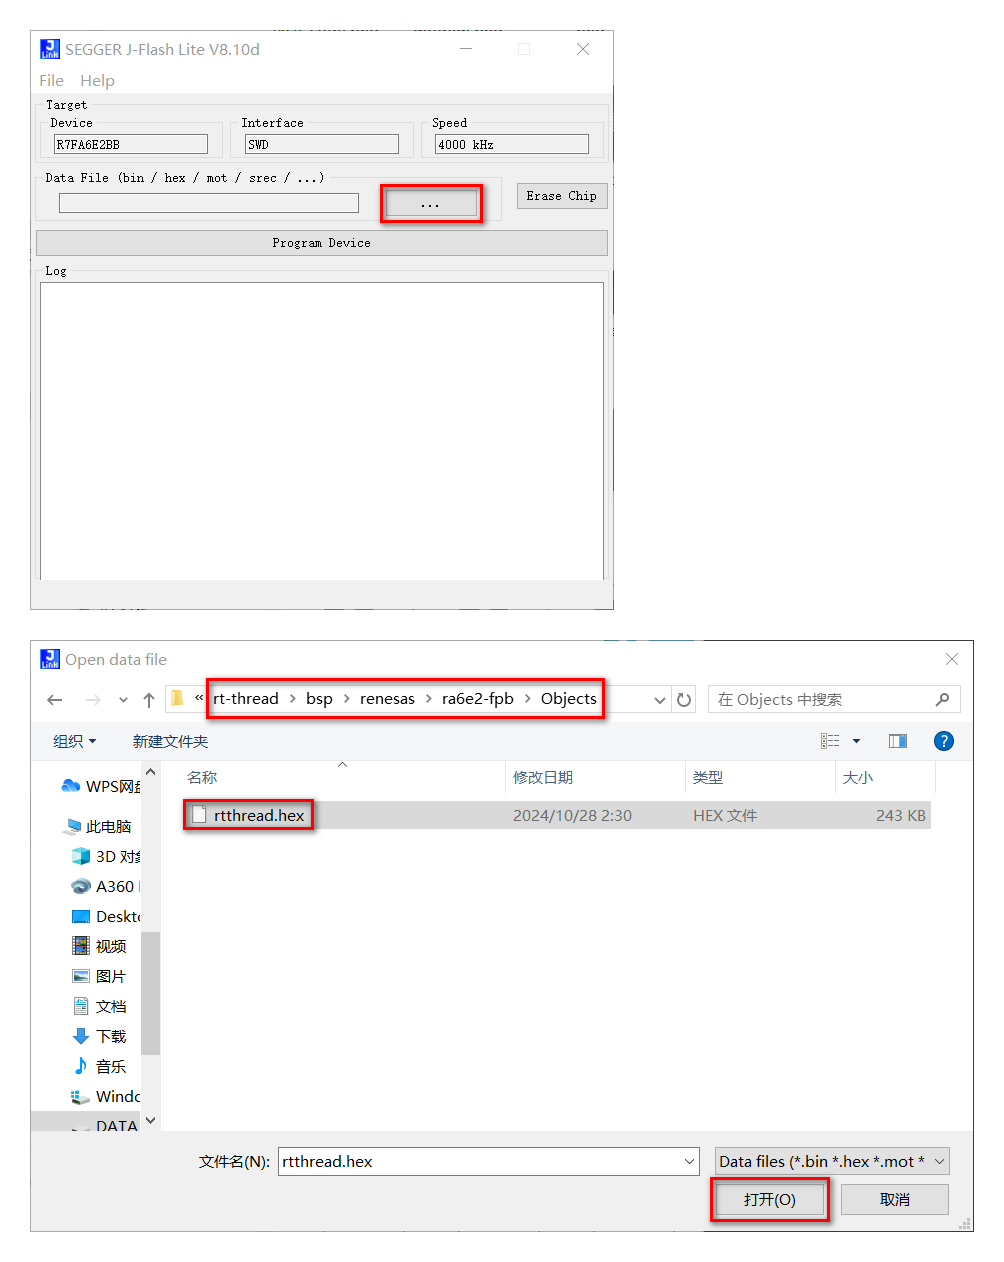 SEGGER J-Flash Lite V8.10d
File Help
Target
Device Interface Speed
R7FA6E2BB SWD 4000 kHz
Data File (bin / hex / mot / srec / ...)
... Erase Chip
Program Device
Log
Open data file
« rt-thread > bsp > renesas > ra6e2-fpb > Objects 在 Objects 中搜索
组织 新建文件夹
名称 修改日期 类型 大小
rtthread.hex 2024/10/28 2:30 HEX 文件 243 KB
WPS网
此电脑
3D 对
A360
Deskt
视频
图片
文档
下载
音乐
Windo
DATA
文件名(N): rtthread.hex Data files (*.bin *.hex *.mot *
打开(O) 取消